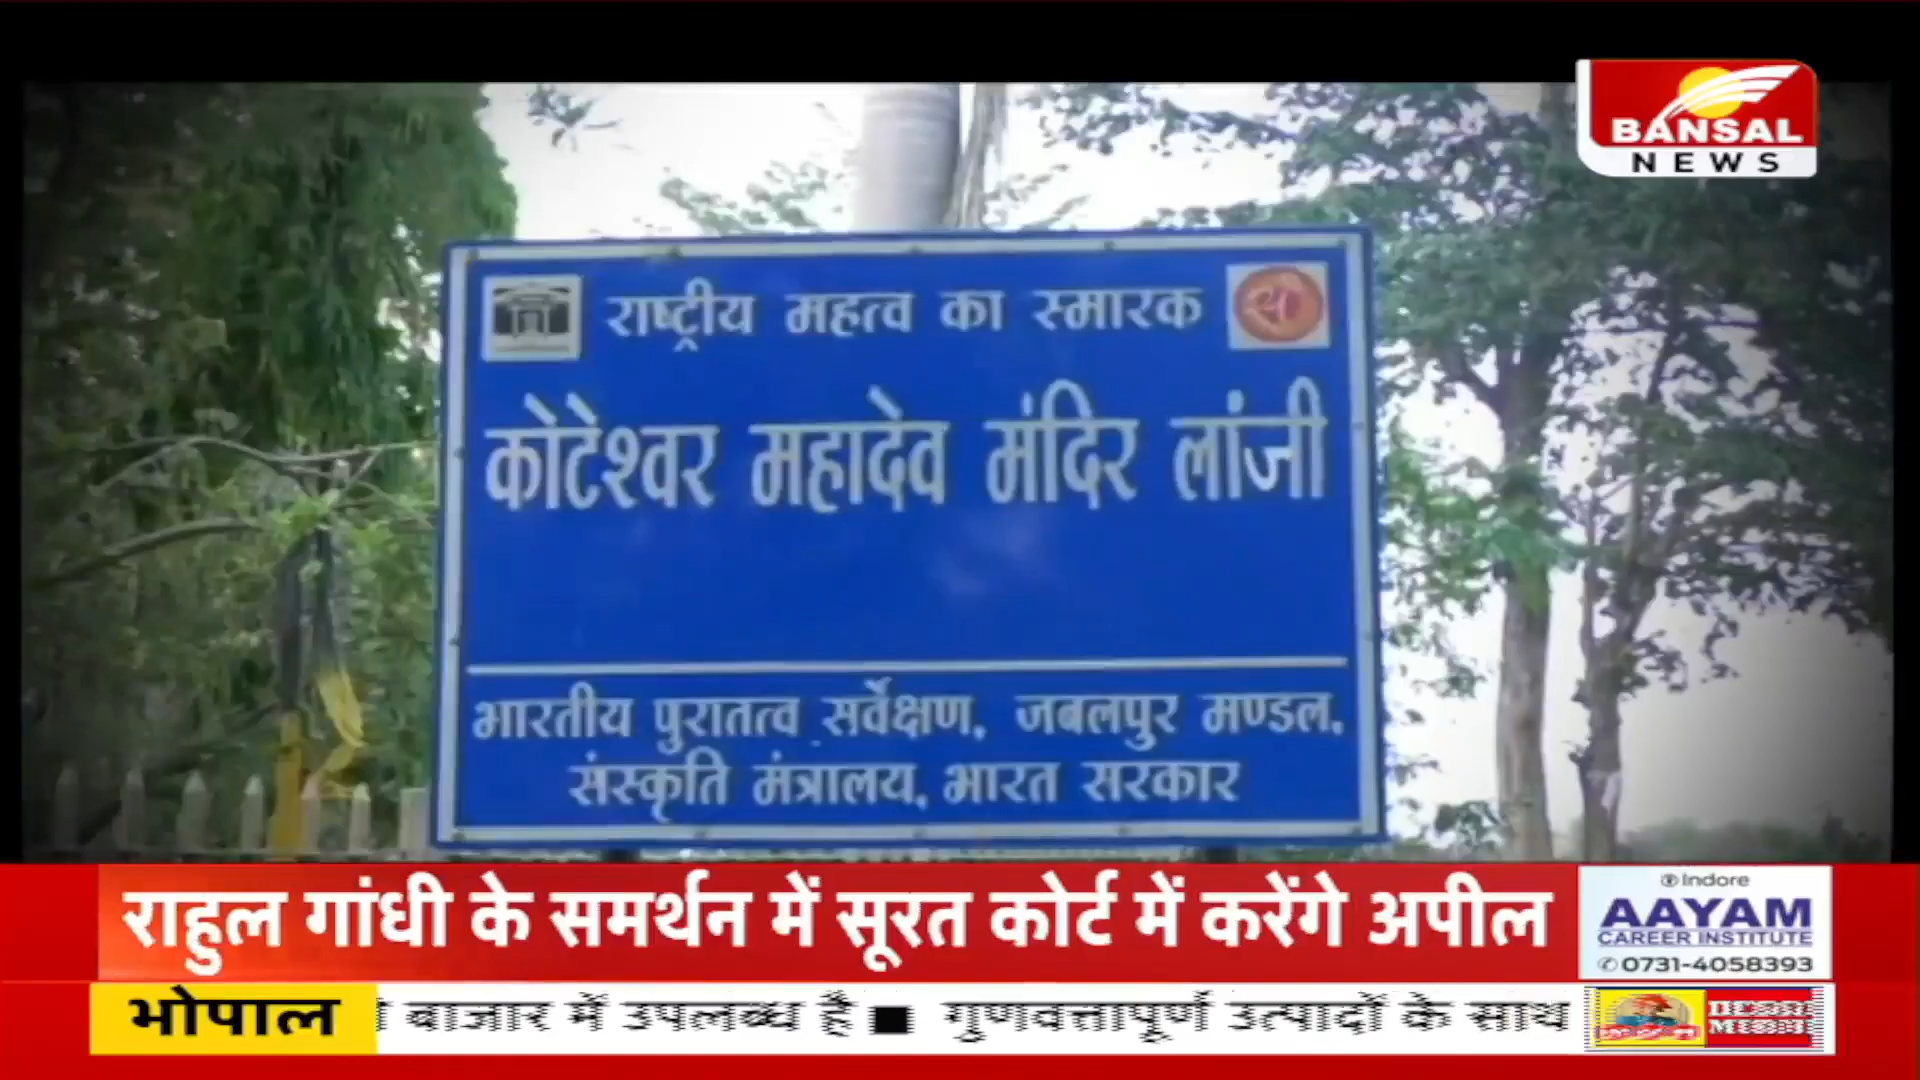 BANSAL
NEWS
राष्ट्रीय महत्व का स्मारक
कोटेश्वर महादेव मंदिर लांजी
भारतीय पुरातत्व सर्वेक्षण, जबलपुर मण्डल,
संस्कृति मंत्रालय, भारत सरकार
राहुल गांधी के समर्थन में सूरत कोर्ट में करेंगे अपील
Indore
AAYAM
CAREER INSTITUTE
0731-4058393
भोपाल
बाजार में उपलब्ध है ■ गुणवत्तापूर्ण उत्पादों के साथ